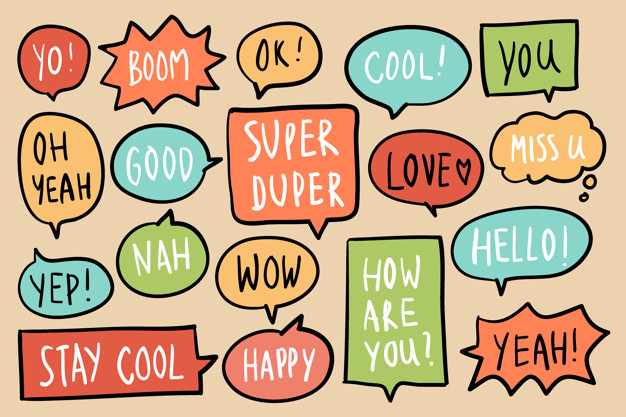 YO!
BOOM
OK!
COOL!
YOU
OH
YEAH
GOOD
SUPER
DUPER
LOVE♡
MISS U
YEP!
NAH
WOW
HOW
ARE
YOU?
HELLO!
STAY COOL
HAPPY
YEAH!